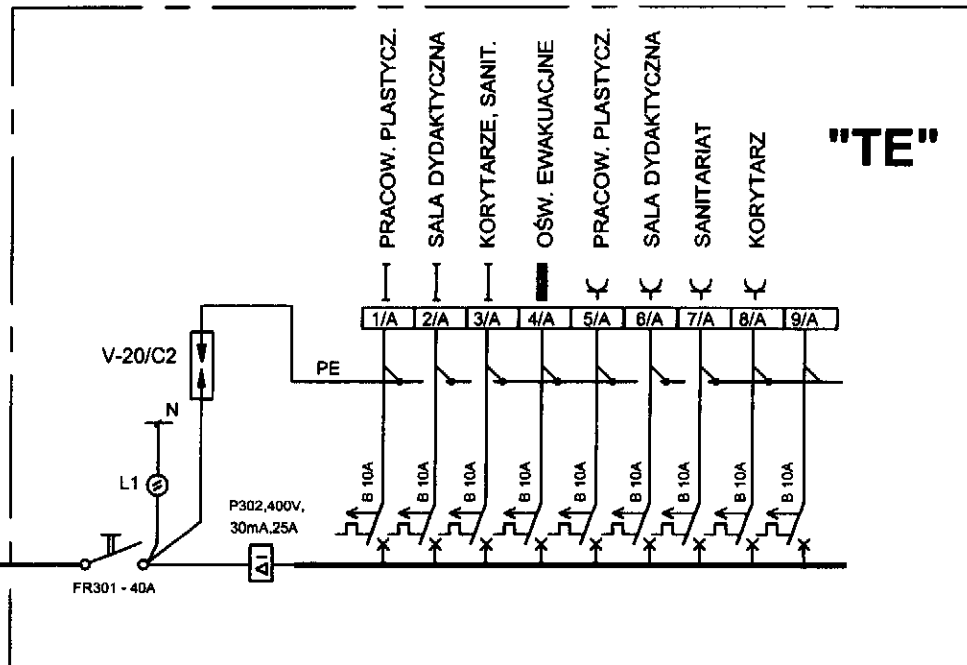 PRACOW. PLASTYCZ.
SALA DYDAKTYCZNA
KORYTARZE, SANIT.
OŚW. EWAKUACJNE
PRACOW. PLASTYCZ.
SALA DYDAKTYCZNA
SANITARIAT
KORYTARZ
"TE"
1/A
2/A
3/A
4/A
5/A
6/A
7/A
8/A
9/A
V-20/C2
PE
N
L1
P302,400V,
30mA,25A
ΔI
FR301 - 40A
B 10A
B 10A
B 10A
B 10A
B 10A
B 10A
B 10A
B 10A
B 10A